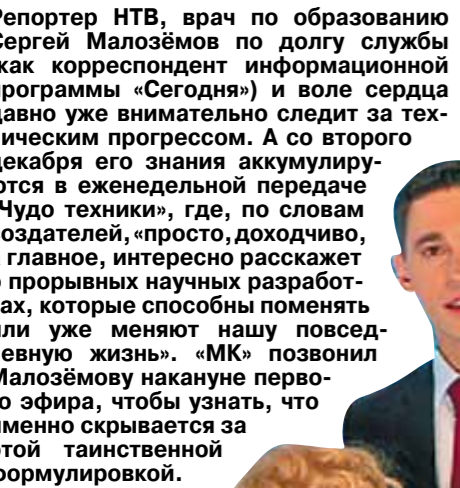 Репортер НТВ, врач по образованию
Сергей Малозёмов по долгу службы
как корреспондент информационной
программы «Сегодня») и воле сердца
давно уже внимательно следит за тех-
ническим прогрессом. А со второго
декабря его знания аккумулиру-
ются в еженедельной передаче
«Чудо техники», где, по словам
создателей, «просто, доходчиво,
а главное, интересно расскажет
о прорывных научных разработ-
ках, которые способны поменять
или уже меняют нашу повсед-
невную жизнь». «МК» позвонил
Малозёмову накануне перво-
го эфира, чтобы узнать, что
именно скрывается за
этой таинственной
формулировкой.